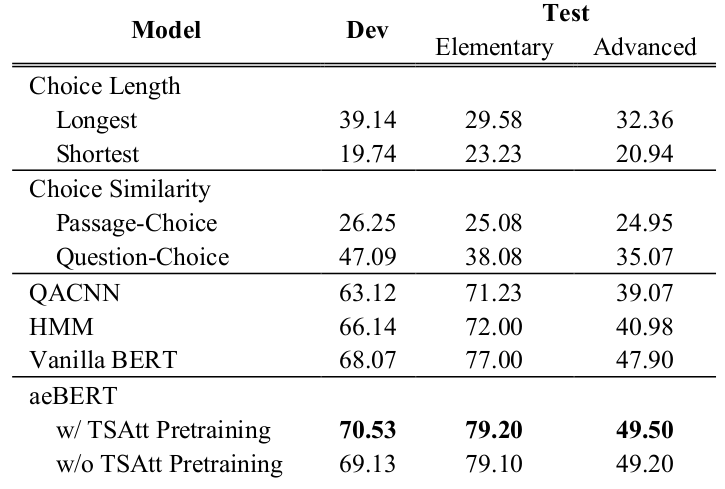 Model Dev Test
Elementary Advanced
Choice Length
Longest 39.14 29.58 32.36
Shortest 19.74 23.23 20.94
Choice Similarity
Passage-Choice 26.25 25.08 24.95
Question-Choice 47.09 38.08 35.07
QACNN 63.12 71.23 39.07
HMM 66.14 72.00 40.98
Vanilla BERT 68.07 77.00 47.90
aeBERT
w/ TSAtt Pretraining 70.53 79.20 49.50
w/o TSAtt Pretraining 69.13 79.10 49.20